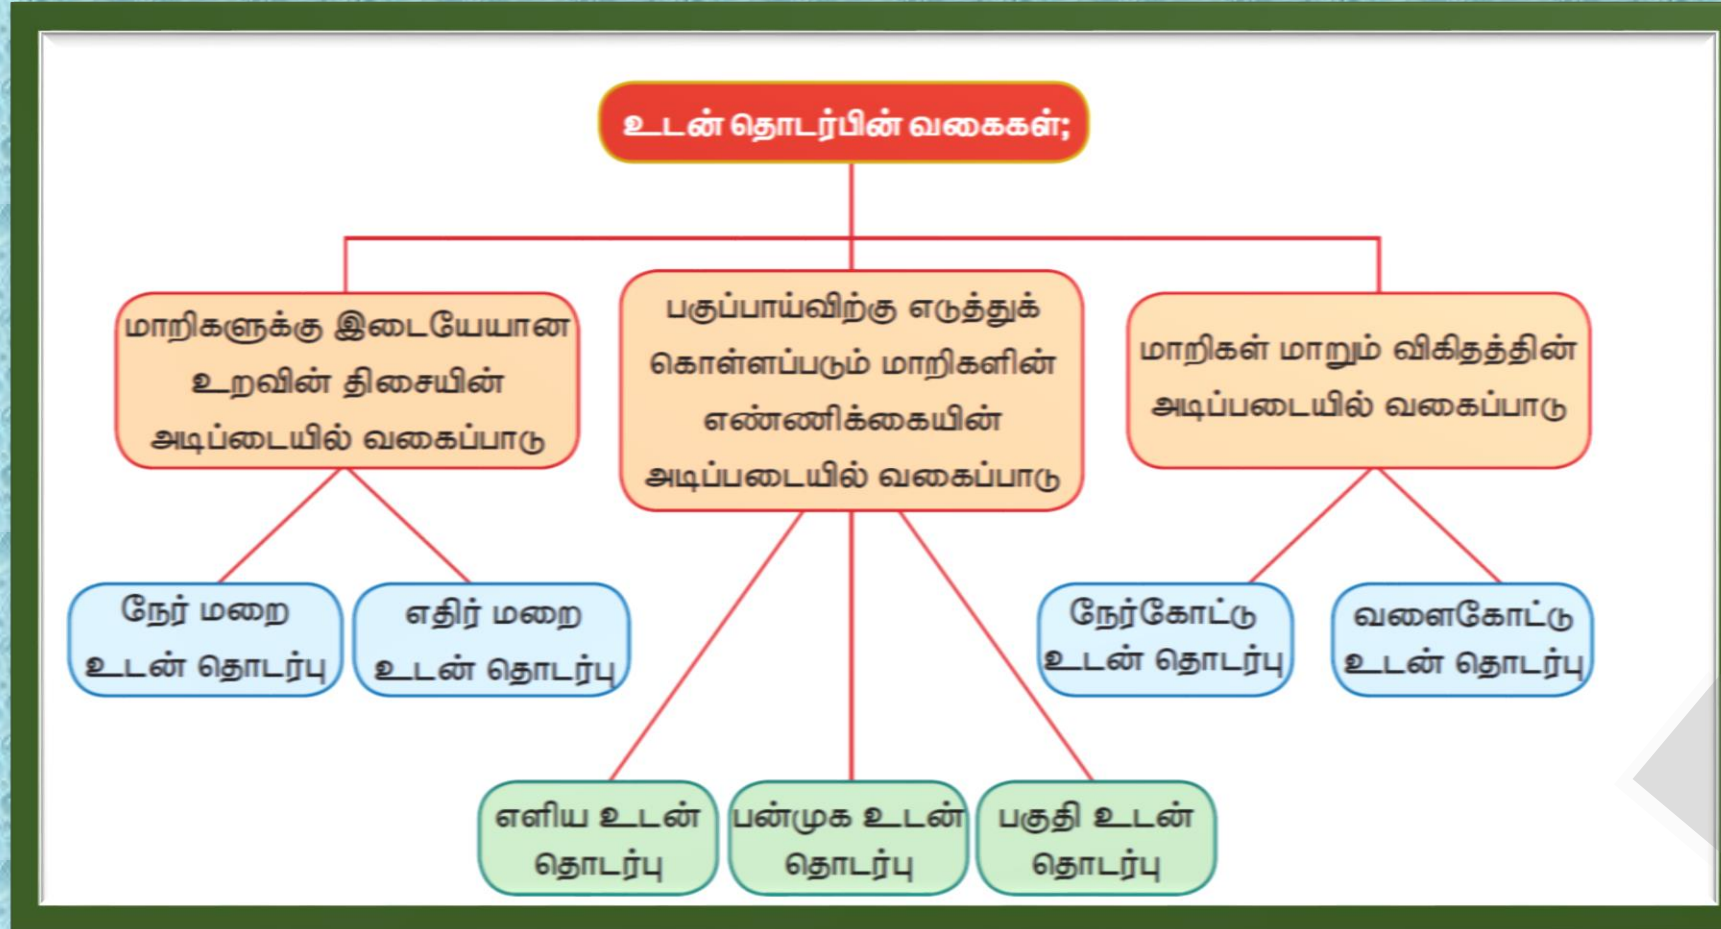 உடன் தொடர்பின் வகைகள்;
மாறிகளுக்கு இடையேயான
உறவின் திசையின்
அடிப்டையில் வகைப்பாடு
பகுப்பாய்விற்கு எடுத்துக்
கொள்ளப்படும் மாறிகளின்
எண்ணிக்கையின்
அடிப்படையில் வகைப்பாடு
மாறிகள் மாறும் விகிதத்தின்
அடிப்படையில் வகைப்பாடு
நேர் மறை
உடன் தொடர்பு
எதிர் மறை
உடன் தொடர்பு
நேர்கோட்டு
உடன் தொடர்பு
வளைகோட்டு
உடன் தொடர்பு
எளிய உடன்
தொடர்பு
பன்முக உடன்
தொடர்பு
பகுதி உடன்
தொடர்பு